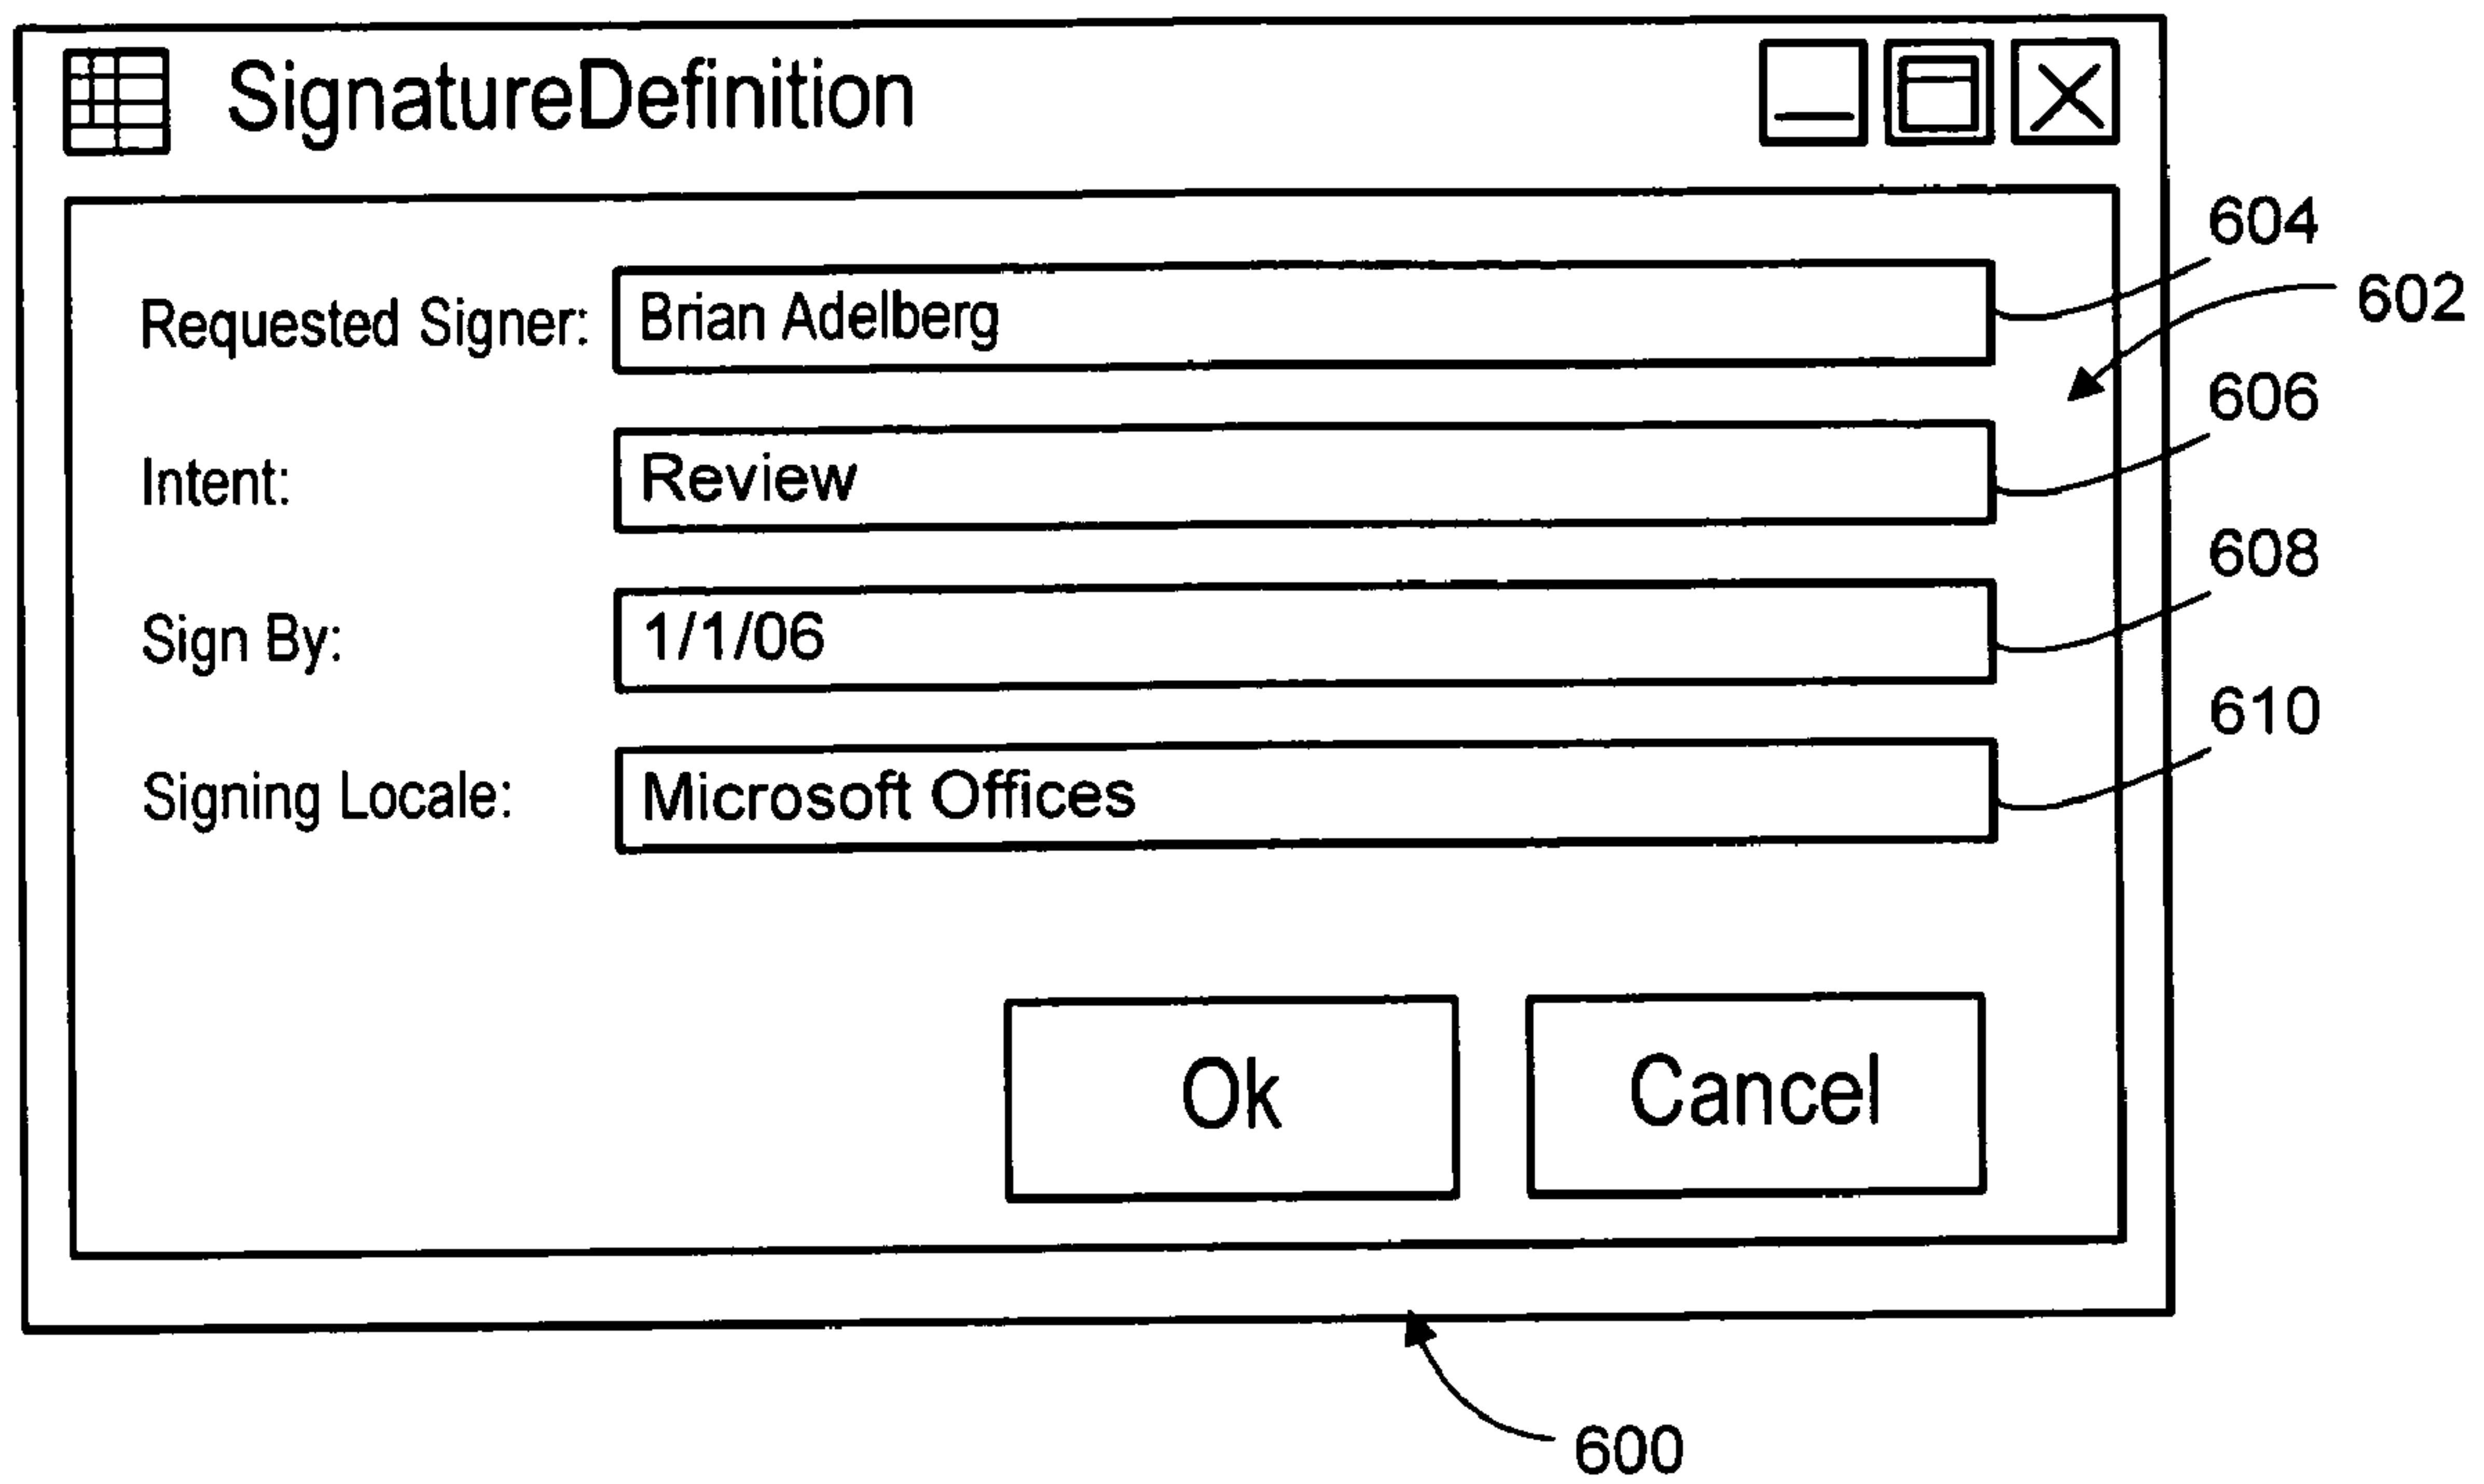 SignatureDefinition
604
Requested Signer: Brian Adelberg
602
606
Intent: Review
608
Sign By: 1/1/06
610
Signing Locale: Microsoft Offices
Ok Cancel
600